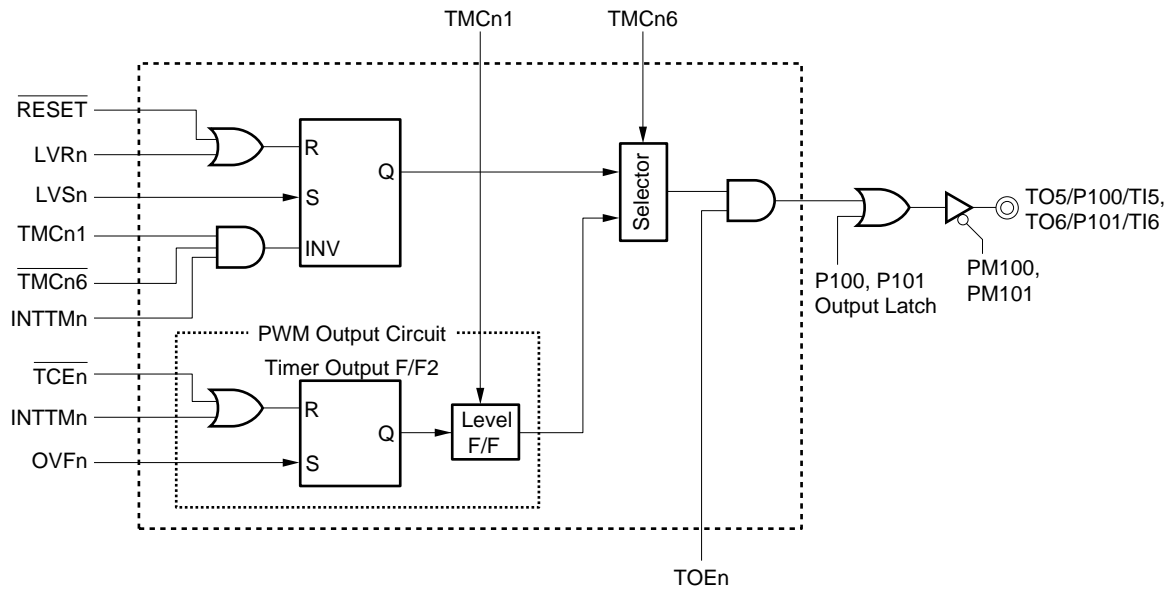 TMCn1
TMCn6
RESET
LVRn
LVSn
TMCn1
TMCn6
INTTMn
R
S
INV
Q
Selector
TO5/P100/TI5,
TO6/P101/TI6
P100, P101
Output Latch
PM100,
PM101
PWM Output Circuit
Timer Output F/F2
TCEn
INTTMn
OVFn
R
S
Q
Level
F/F
TOEn